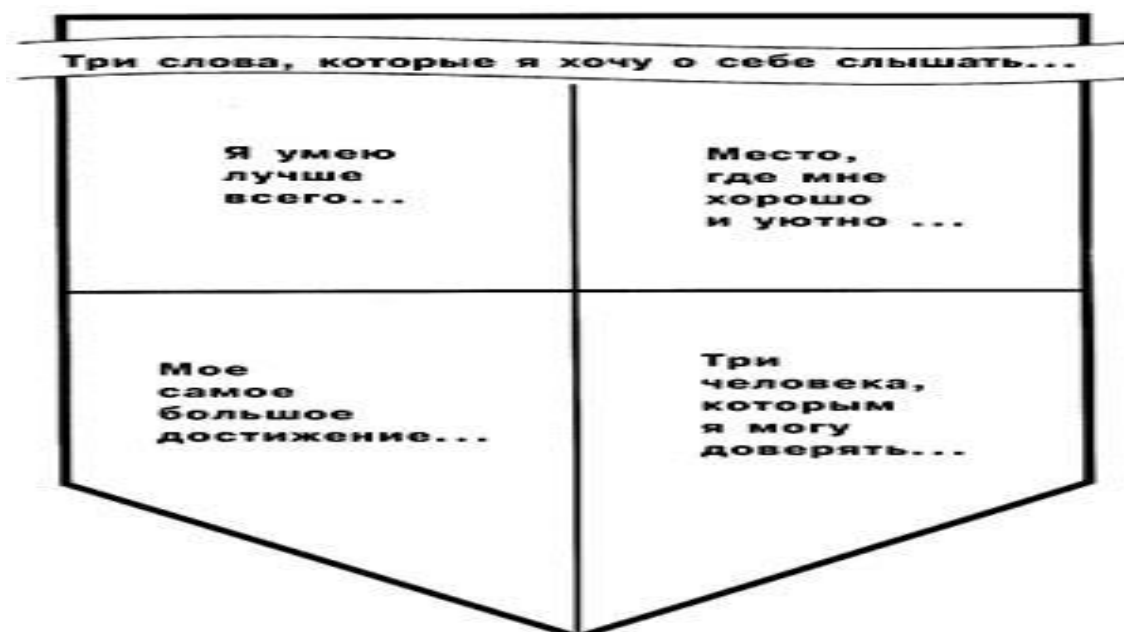 Три слова, которые я хочу о себе слышать...
Я умею
лучше
всего...
Место,
где мне
хорошо
и уютно ...
Мое
самое
большое
достижение...
Три
человека,
которым
я могу
доверять...